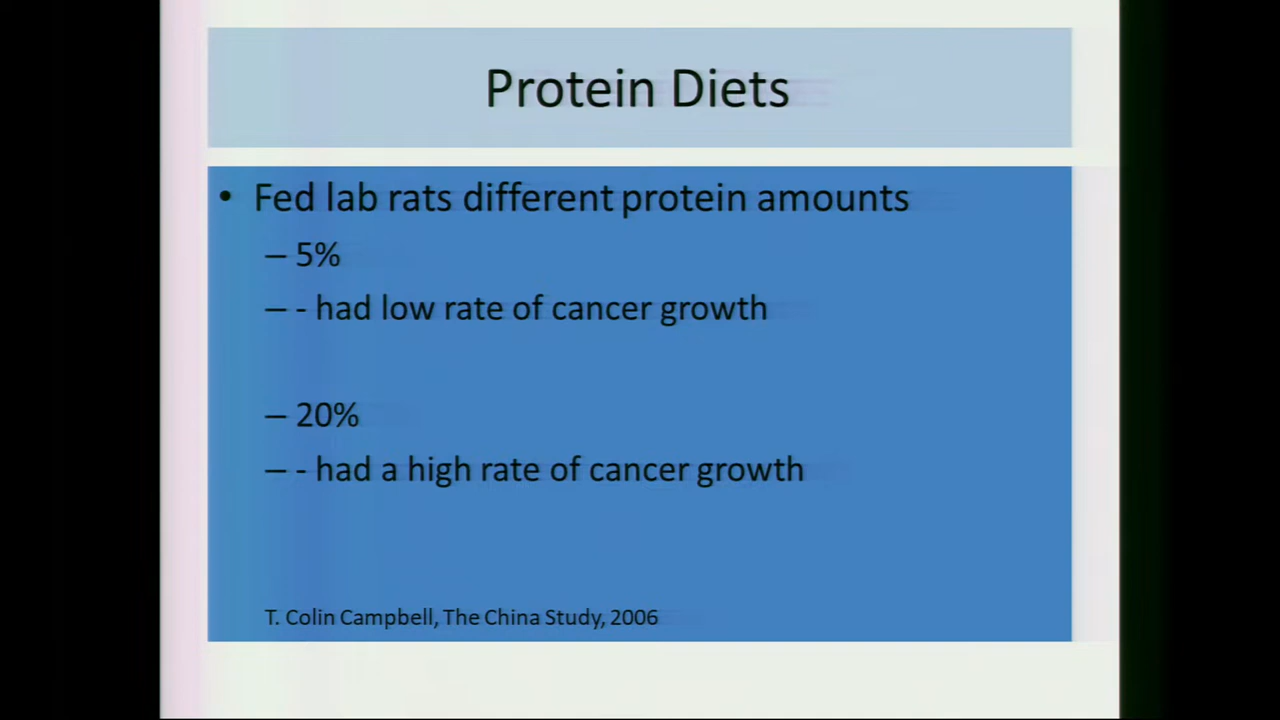 Protein Diets
• Fed lab rats different protein amounts
– 5%
– - had low rate of cancer growth
– 20%
– - had a high rate of cancer growth
T. Colin Campbell, The China Study, 2006